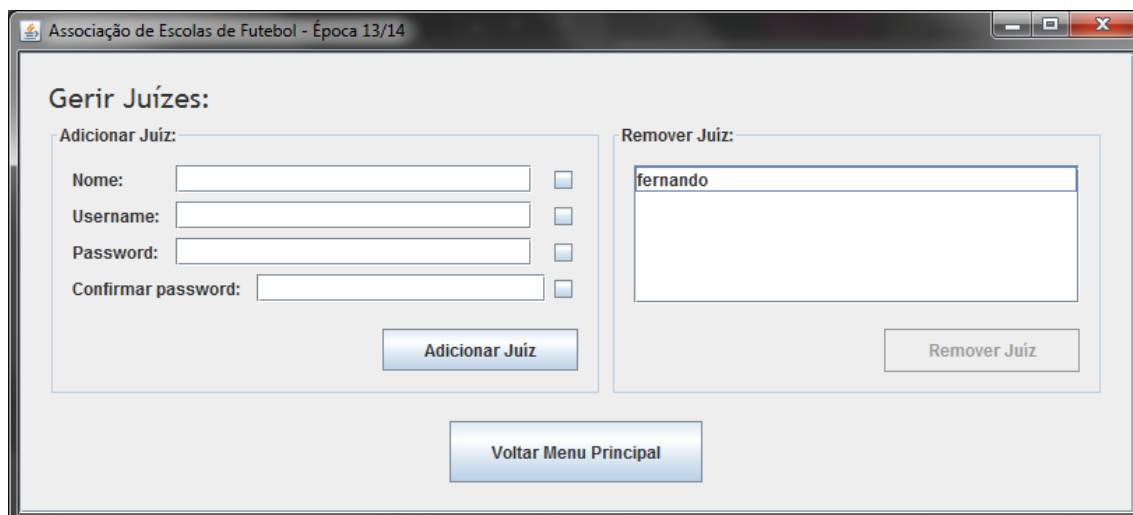 Associação de Escolas de Futebol - Época 13/14
Gerir Juízes:
Adicionar Juíz:
Nome:
Username:
Password:
Confirmar password:
Adicionar Juíz
Remover Juíz:
fernando
Remover Juíz
Voltar Menu Principal